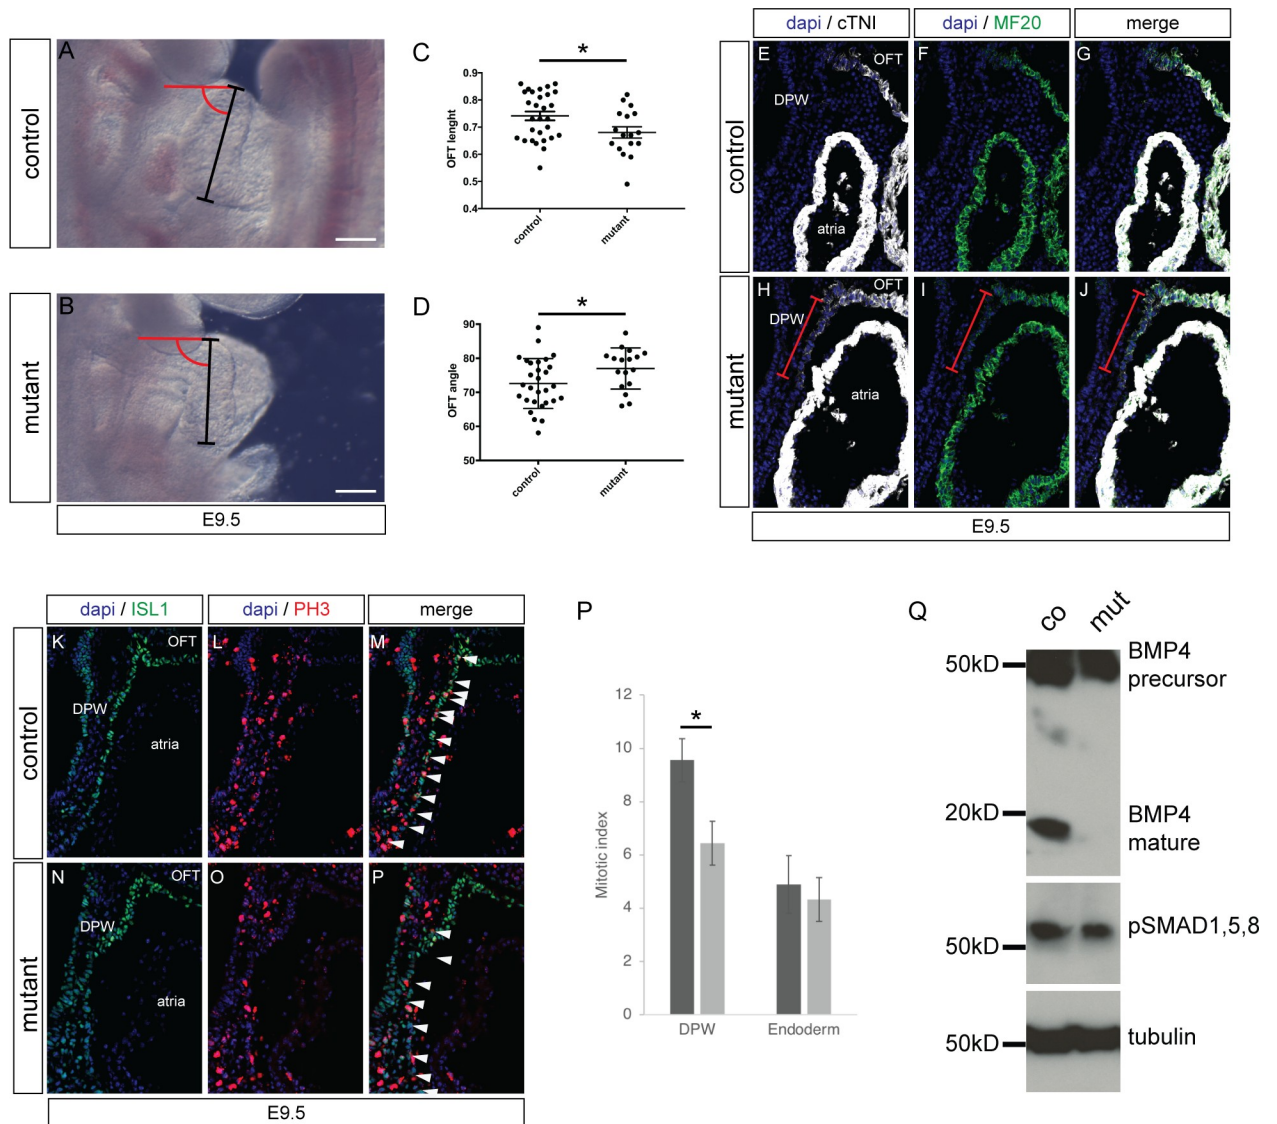 control
A
mutant
B
E9.5
C
*
OFT lenght
0.9
0.8
0.7
0.6
0.5
0.4
control
mutant
D
*
OFT angle
90
80
70
60
50
control
mutant
dapi / cTNI
dapi / MF20
merge
control
E
OFT
DPW
atria
F
G
mutant
H
OFT
DPW
atria
I
J
E9.5
dapi / ISL1
dapi / PH3
merge
control
K
OFT
DPW
atria
L
M
mutant
N
OFT
DPW
atria
O
P
E9.5
P
Mitotic index
12
10
8
6
4
2
0
*
DPW
Endoderm
Q
co
mut
50kD
BMP4
precursor
20kD
BMP4
mature
pSMAD1,5,8
50kD
tubulin
50kD